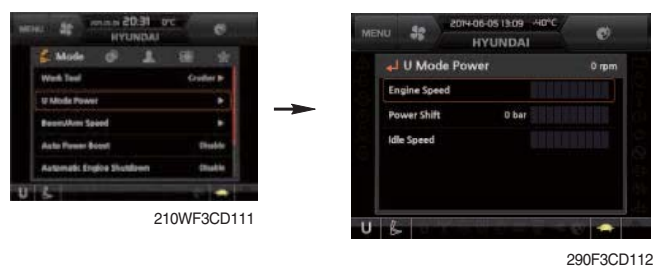 MENU 20:31 0°C
HYUNDAI
Mode
Work Tool
U Mode Power
Boom/Arm Speed
Auto Power Boost Disable
Automatic Engine Shutdown Disable
U
210WF3CD111
MENU 2014-06-05 13:09 -40°C
HYUNDAI
U Mode Power 0 rpm
Engine Speed
Power Shift 0 bar
Idle Speed
U
290F3CD112